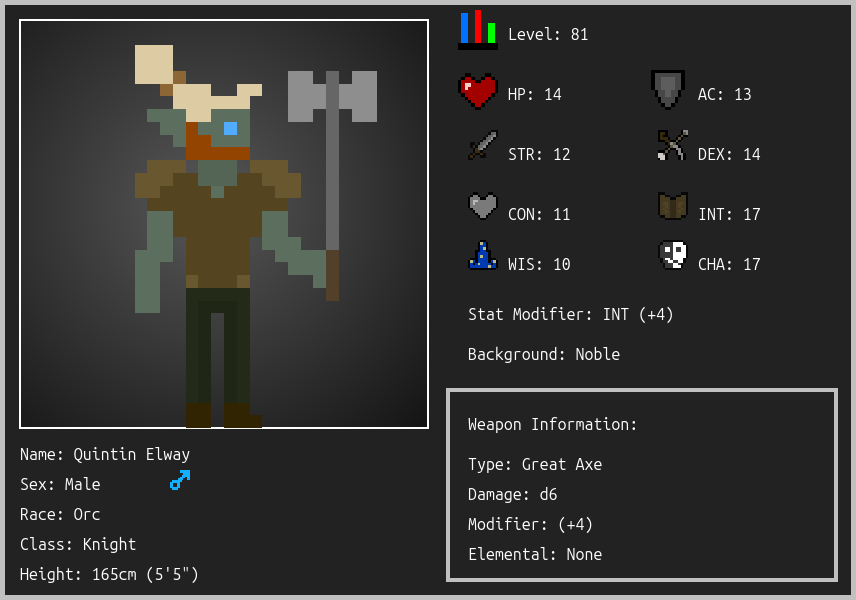 Level: 81
HP: 14
AC: 13
STR: 12
DEX: 14
CON: 11
INT: 17
WIS: 10
CHA: 17
Stat Modifier: INT (+4)
Background: Noble
Weapon Information:
Type: Great Axe
Damage: d6
Modifier: (+4)
Elemental: None
Name: Quintin Elway
Sex: Male
Race: Orc
Class: Knight
Height: 165cm (5'5")